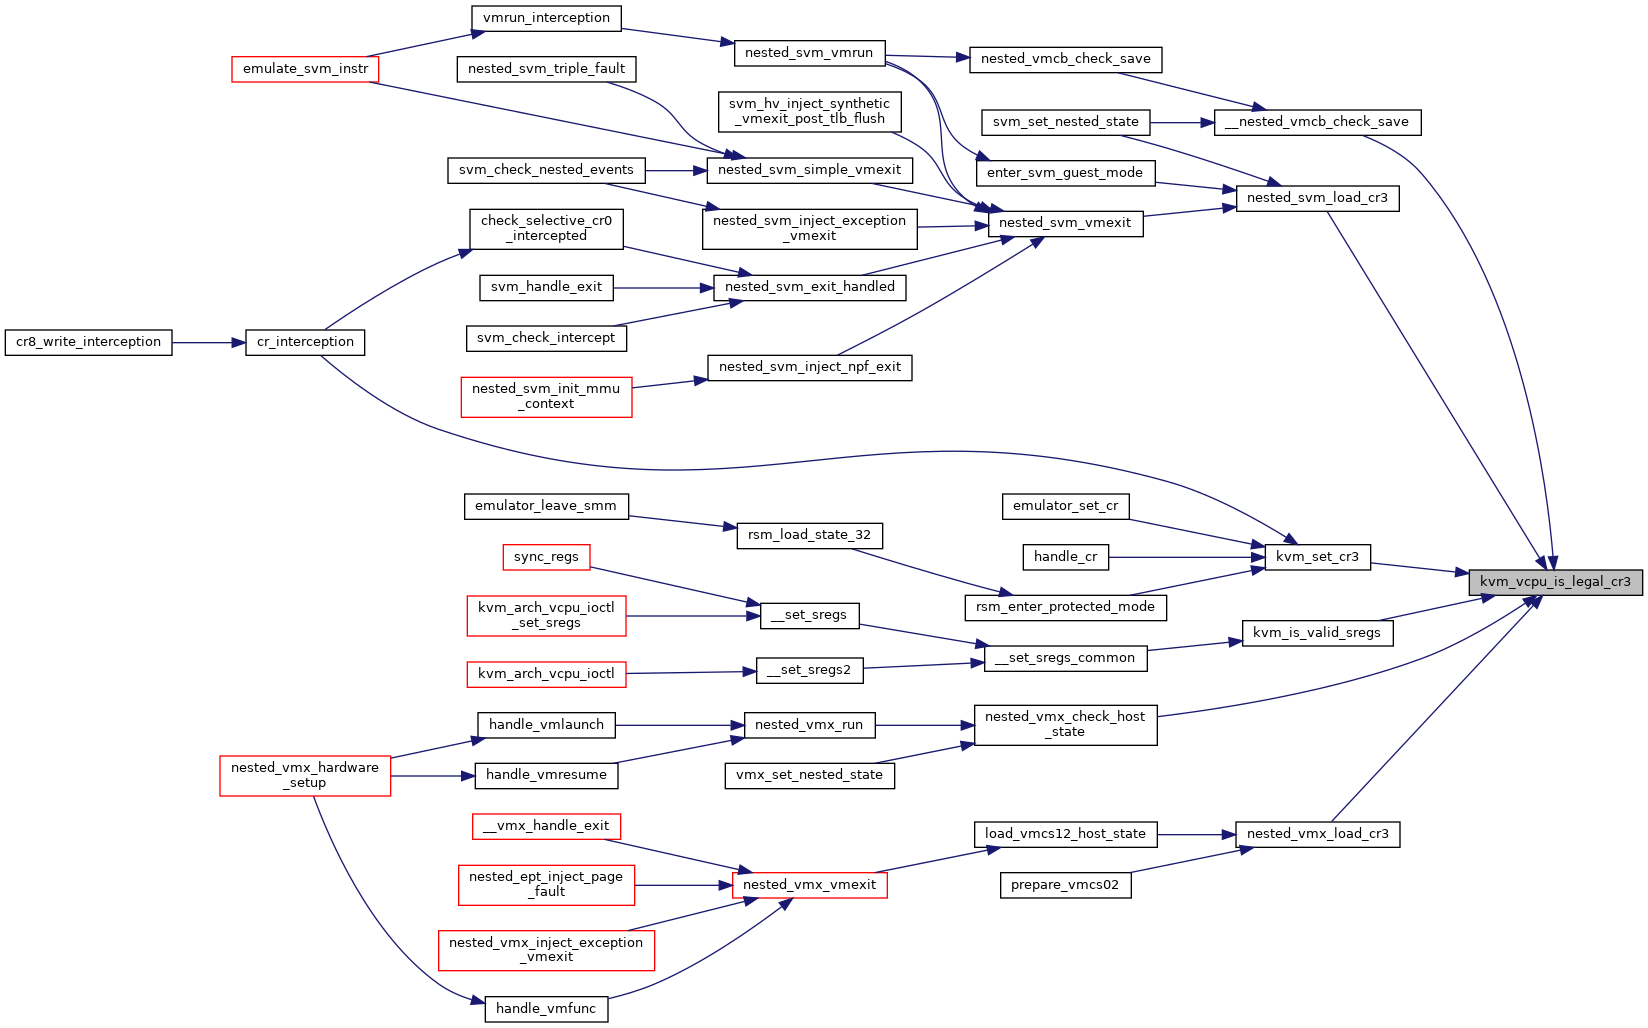 vmrun_interception
nested_svm_vmrun
nested_vmcb_check_save
emulate_svm_instr
nested_svm_triple_fault
svm_hv_inject_synthetic
_vmexit_post_tlb_flush
svm_set_nested_state
__nested_vmcb_check_save
svm_check_nested_events
nested_svm_simple_vmexit
enter_svm_guest_mode
nested_svm_load_cr3
check_selective_cr0
_intercepted
nested_svm_inject_exception
_vmexit
nested_svm_vmexit
svm_handle_exit
nested_svm_exit_handled
cr8_write_interception
cr_interception
svm_check_intercept
nested_svm_inject_npf_exit
nested_svm_init_mmu
_context
emulator_leave_smm
emulator_set_cr
rsm_load_state_32
sync_regs
handle_cr
kvm_set_cr3
kvm_vcpu_is_legal_cr3
kvm_arch_vcpu_ioctl
_set_sregs
__set_sregs
rsm_enter_protected_mode
kvm_is_valid_sregs
kvm_arch_vcpu_ioctl
__set_sregs2
__set_sregs_common
handle_vmlaunch
nested_vmx_run
nested_vmx_check_host
_state
nested_vmx_hardware
_setup
handle_vmresume
vmx_set_nested_state
__vmx_handle_exit
load_vmcs12_host_state
nested_vmx_load_cr3
nested_ept_inject_page
_fault
nested_vmx_vmexit
prepare_vmcs02
nested_vmx_inject_exception
_vmexit
handle_vmfunc